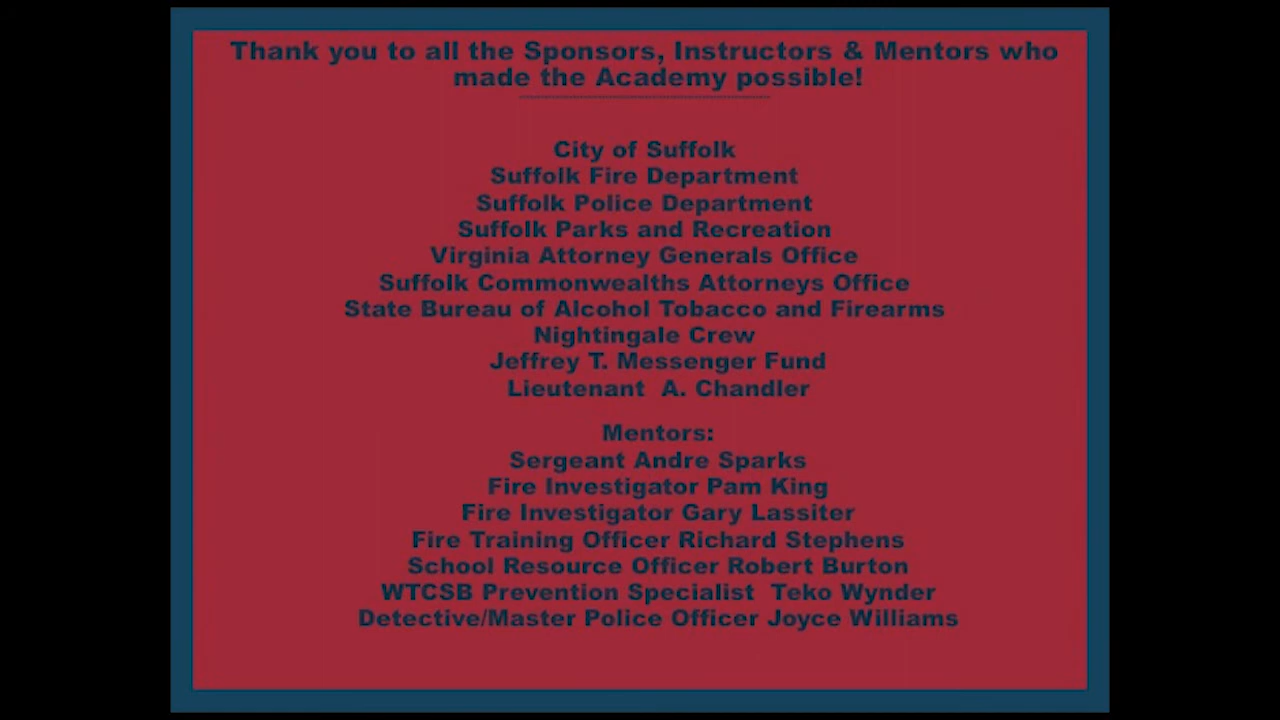 Thank you to all the Sponsors, Instructors & Mentors who
made the Academy possible!
City of Suffolk
Suffolk Fire Department
Suffolk Police Department
Suffolk Parks and Recreation
Virginia Attorney Generals Office
Suffolk Commonwealths Attorneys Office
State Bureau of Alcohol Tobacco and Firearms
Nightingale Crew
Jeffrey T. Messenger Fund
Lieutenant A. Chandler
Mentors:
Sergeant Andre Sparks
Fire Investigator Pam King
Fire Investigator Gary Lassiter
Fire Training Officer Richard Stephens
School Resource Officer Robert Burton
WTCSB Prevention Specialist Teko Wynder
Detective/Master Police Officer Joyce Williams